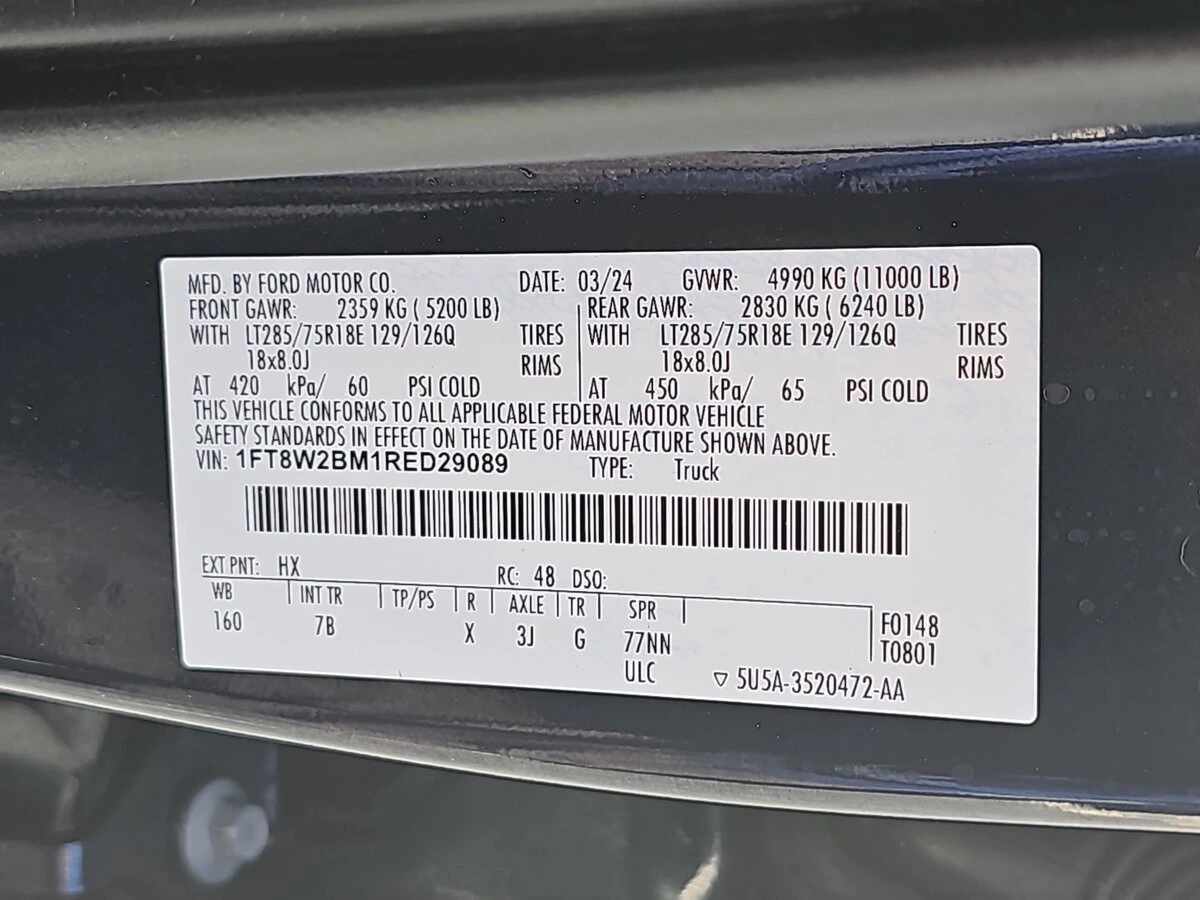 MFD. BY FORD MOTOR CO. DATE: 03/24 GVWR: 4990 KG (11000 LB)
FRONT GAWR: 2359 KG ( 5200 LB) REAR GAWR: 2830 KG ( 6240 LB)
WITH LT285/75R18E 129/126Q TIRES WITH LT285/75R18E 129/126Q TIRES
18x8.0J RIMS 18x8.0J RIMS
AT 420 kPa/ 60 PSI COLD AT 450 kPa/ 65 PSI COLD
THIS VEHICLE CONFORMS TO ALL APPLICABLE FEDERAL MOTOR VEHICLE
SAFETY STANDARDS IN EFFECT ON THE DATE OF MANUFACTURE SHOWN ABOVE.
VIN: 1FT8W2BM1RED29089 TYPE: Truck
EXT PNT: HX RC: 48 DSO:
WB INT TR TP/PS R AXLE TR SPR F0148
160 7B X 3J G 77NN T0801
ULC ▽ 5U5A-3520472-AA